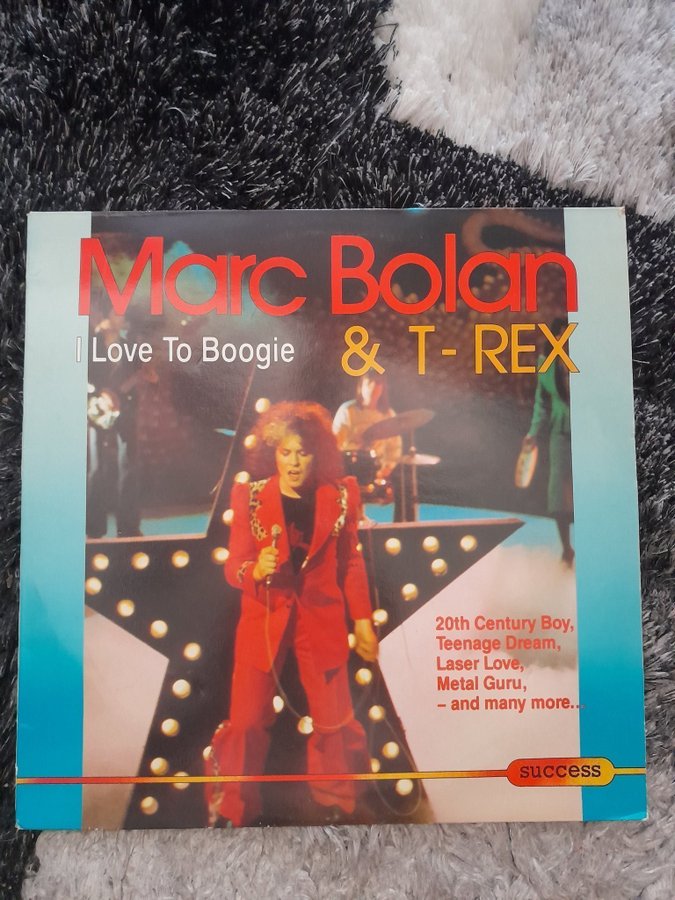 Marc Bolan
I Love To Boogie
& T-REX
20th Century Boy,
Teenage Dream,
Laser Love,
Metal Guru,
– and many more...
success